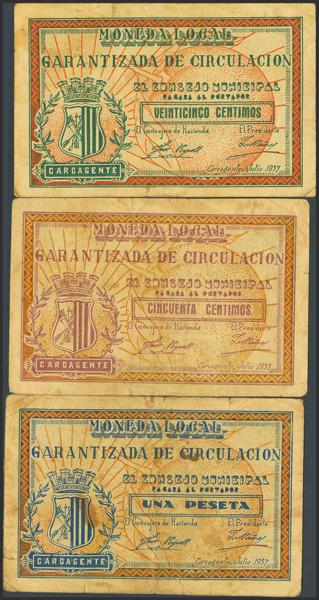 MONEDA LOCAL
GARANTIZADA DE CIRCULACION
EL CONSEJO MUNICIPAL
PAGARA AL PORTADOR
VEINTICINCO CENTIMOS
El Consejero de Hacienda El Presidente
Carcagente, Julio 1937
CARCAGENTE
MONEDA LOCAL
GARANTIZADA DE CIRCULACION
EL CONSEJO MUNICIPAL
PAGARA AL PORTADOR
CINCUENTA CENTIMOS
El Consejero de Hacienda El Presidente
Carcagente, Julio 1937
CARCAGENTE
MONEDA LOCAL
GARANTIZADA DE CIRCULACION
EL CONSEJO MUNICIPAL
PAGARA AL PORTADOR
UNA PESETA
El Consejero de Hacienda El Presidente
Carcagente, Julio 1937
CARCAGENTE